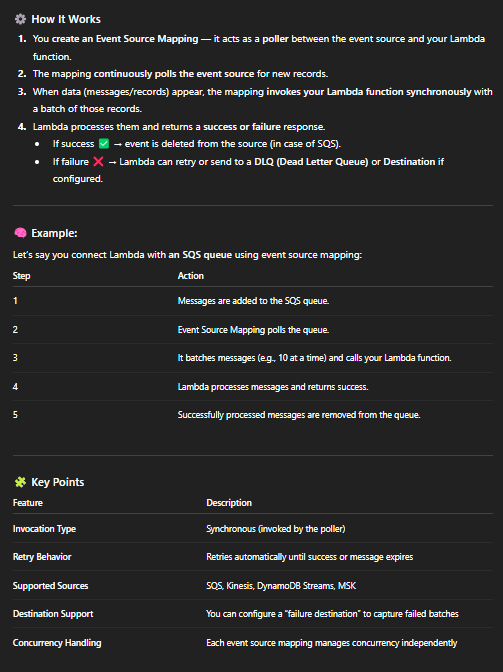 ⚙️ How It Works
1. You create an Event Source Mapping — it acts as a poller between the event source and your Lambda
function.
2. The mapping continuously polls the event source for new records.
3. When data (messages/records) appear, the mapping invokes your Lambda function synchronously with
a batch of those records.
4. Lambda processes them and returns a success or failure response.
• If success ✅ → event is deleted from the source (in case of SQS).
• If failure ❌ → Lambda can retry or send to a DLQ (Dead Letter Queue) or Destination if
configured.
🧠 Example:
Let's say you connect Lambda with an SQS queue using event source mapping:
Step Action
1 Messages are added to the SQS queue.
2 Event Source Mapping polls the queue.
3 It batches messages (e.g., 10 at a time) and calls your Lambda function.
4 Lambda processes messages and returns success.
5 Successfully processed messages are removed from the queue.
🧩 Key Points
Feature Description
Invocation Type Synchronous (invoked by the poller)
Retry Behavior Retries automatically until success or message expires
Supported Sources SQS, Kinesis, DynamoDB Streams, MSK
Destination Support You can configure a "failure destination" to capture failed batches
Concurrency Handling Each event source mapping manages concurrency independently